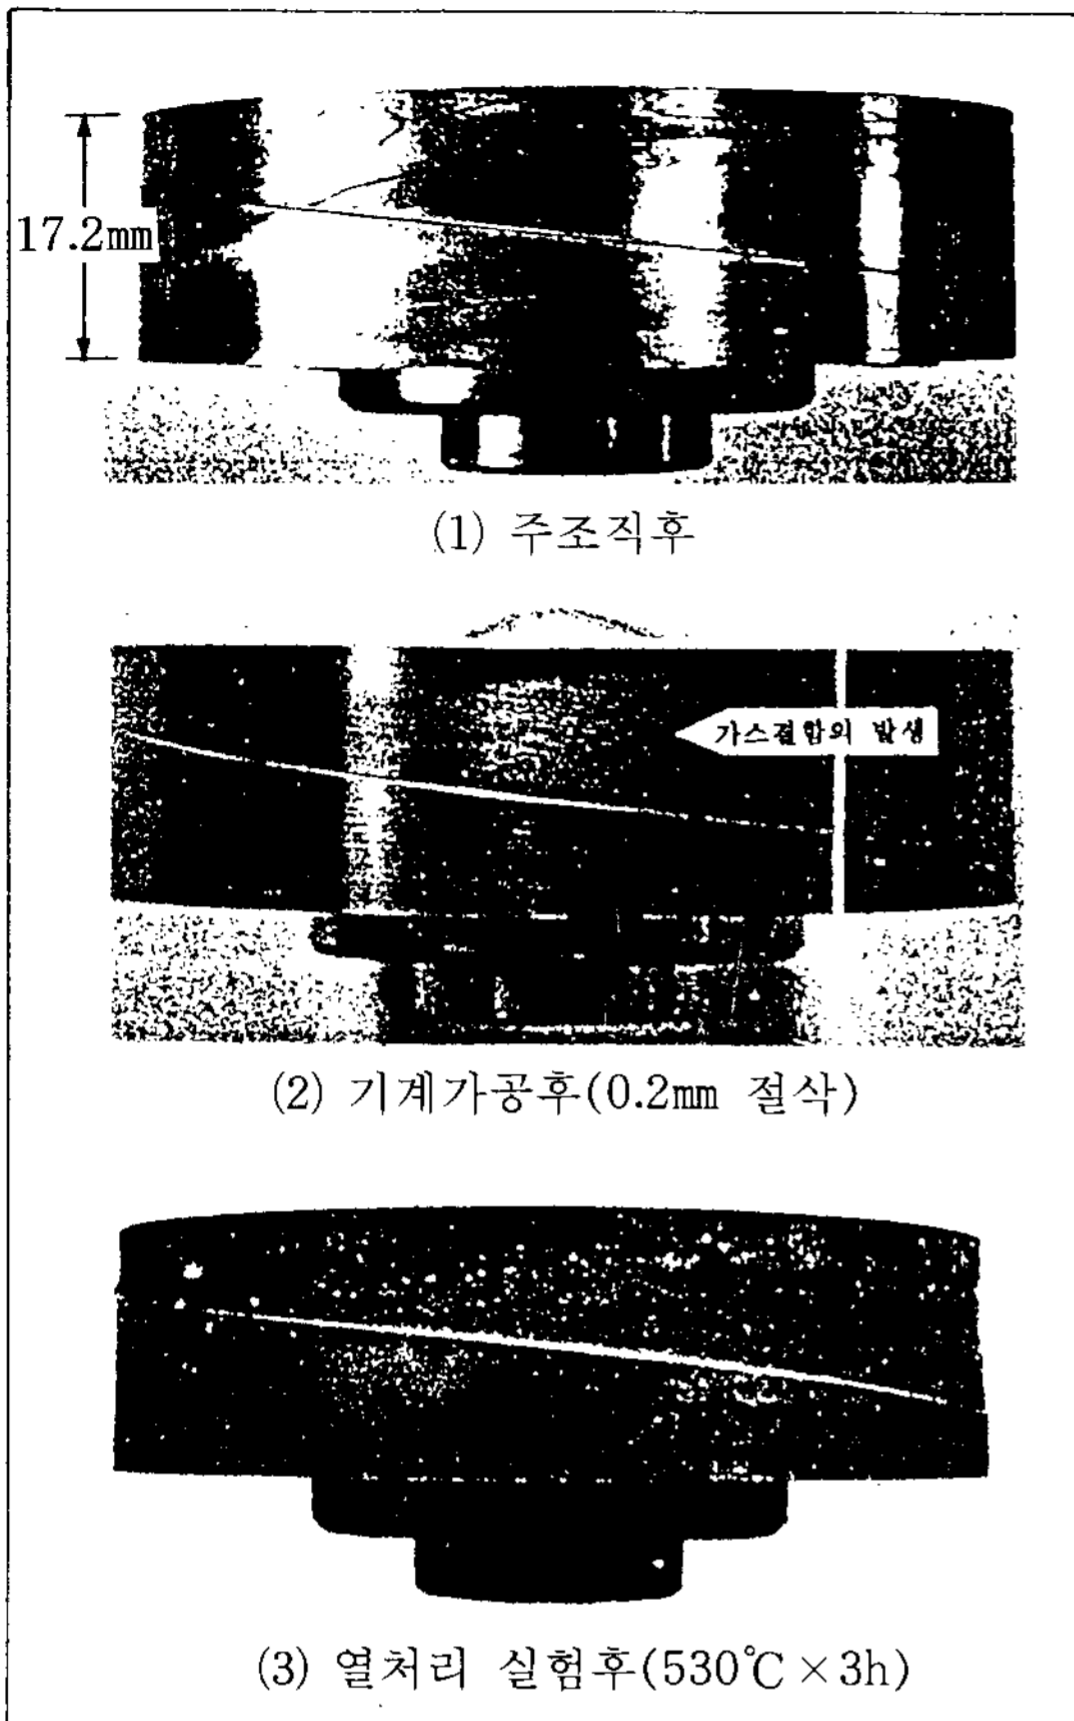 17.2mm
(1) 주조직후
가스결함의 발생
(2) 기계가공후(0.2mm 절삭)
(3) 열처리 실험후(530℃×3h)